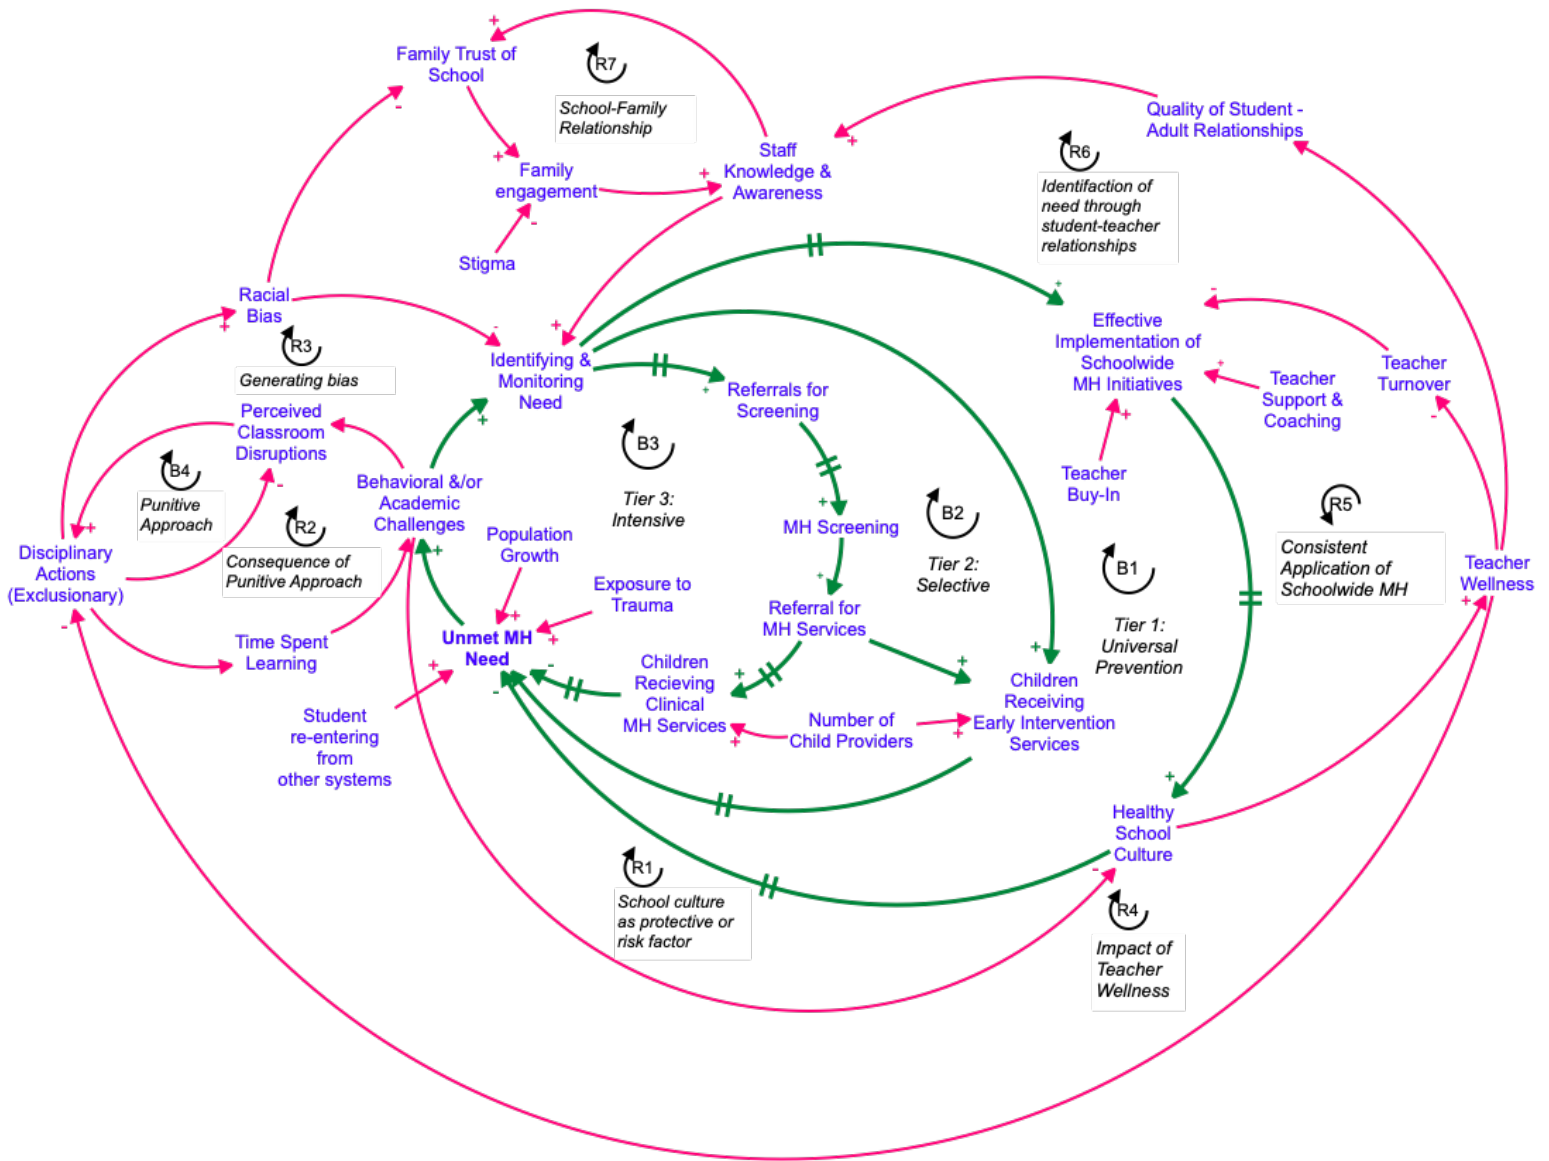 Family Trust of
School
R7
School-Family
Relationship
Quality of Student -
Adult Relationships
Staff
Knowledge &
Awareness
R6
Identifaction of
need through
student-teacher
relationships
Family
engagement
Stigma
Racial
Bias
R3
Generating bias
Identifying &
Monitoring
Need
Effective
Implementation of
Schoolwide
MH Initiatives
Teacher
Turnover
Teacher
Support &
Coaching
Referrals for
Screening
Perceived
Classroom
Disruptions
B4
Punitive
Approach
R2
Consequence of
Punitive Approach
Behavioral &/or
Academic
Challenges
B3
Tier 3:
Intensive
Teacher
Buy-In
MH Screening
B2
Tier 2:
Selective
R5
Consistent
Application of
Schoolwide MH
Population
Growth
Disciplinary
Actions
(Exclusionary)
Exposure to
Trauma
Referral for
MH Services
B1
Tier 1:
Universal
Prevention
Teacher
Wellness
Time Spent
Learning
Unmet MH
Need
Children
Recieving
Clinical
MH Services
Number of
Child Providers
Children
Receiving
Early Intervention
Services
Student
re-entering
from
other systems
Healthy
School
Culture
R1
School culture
as protective or
risk factor
R4
Impact of
Teacher
Wellness